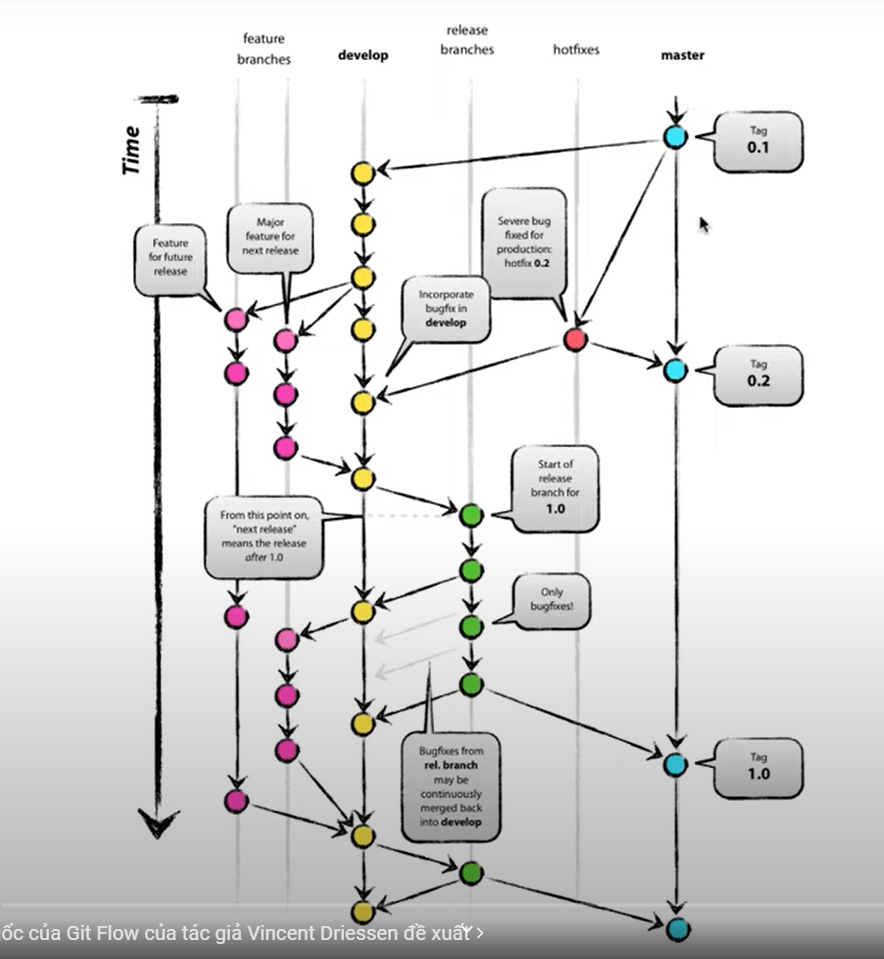 feature
branches
develop
release
branches
hotfixes
master
Time
Tag
0.1
Feature
for future
release
Major
feature for
next release
Severe bug
fixed for
production:
hotfix 0.2
Incorporate
bugfix in
develop
Tag
0.2
Start of
release
branch for
1.0
From this point on,
"next release"
means the release
after 1.0
Only
bugfixes!
Bugfixes from
rel. branch
may be
continuously
merged back
into develop
Tag
1.0
ốc của Git Flow của tác giả Vincent Driessen đề xuất